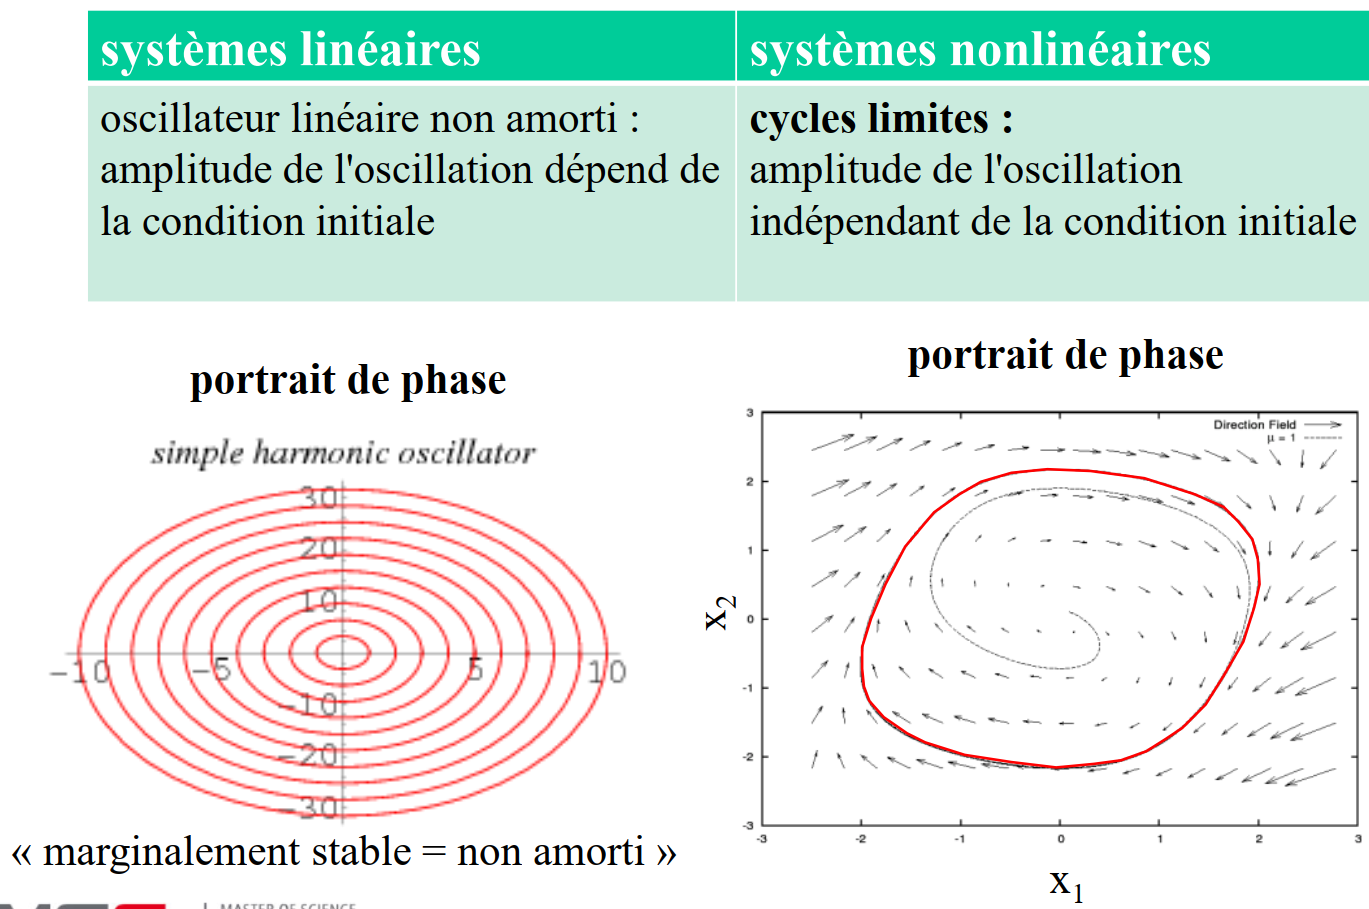 systèmes linéaires
systèmes nonlinéaires
oscillateur linéaire non amorti :
amplitude de l'oscillation dépend de
la condition initiale
cycles limites :
amplitude de l'oscillation
indépendant de la condition initiale
portrait de phase
simple harmonic oscillator
30
20
10
-10
-5
5
10
-10
-20
-30
« marginalement stable = non amorti »
portrait de phase
Direction Field
μ = 1
3
2
1
0
-1
-2
-3
-3
-2
-1
0
1
2
3
x2
x1
MASTER OF SCIENCE